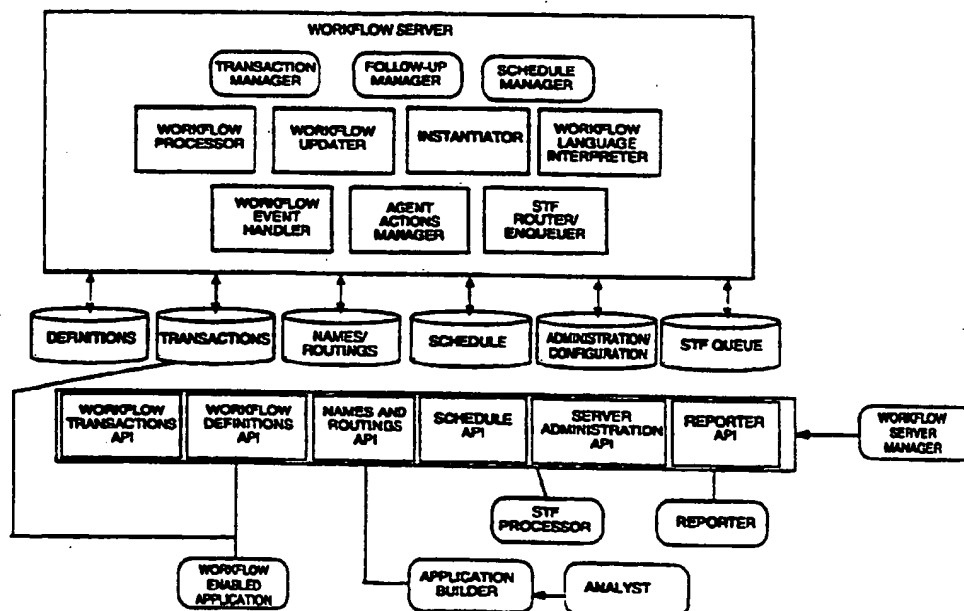 WORKFLOW SERVER
TRANSACTION
MANAGER
FOLLOW-UP
MANAGER
SCHEDULE
MANAGER
WORKFLOW
PROCESSOR
WORKFLOW
UPDATER
INSTANTIATOR
WORKFLOW
LANGUAGE
INTERPRETER
WORKFLOW
EVENT
HANDLER
AGENT
ACTIONS
MANAGER
STF
ROUTER/
ENQUEUER
DEFINITIONS
TRANSACTIONS
NAMES/
ROUTINGS
SCHEDULE
ADMINISTRATION/
CONFIGURATION
STF QUEUE
WORKFLOW
TRANSACTIONS
API
WORKFLOW
DEFINITIONS
API
NAMES AND
ROUTINGS
API
SCHEDULE
API
SERVER
ADMINISTRATION
API
REPORTER
API
WORKFLOW
SERVER
MANAGER
STF
PROCESSOR
REPORTER
WORKFLOW
ENABLED
APPLICATION
APPLICATION
BUILDER
ANALYST